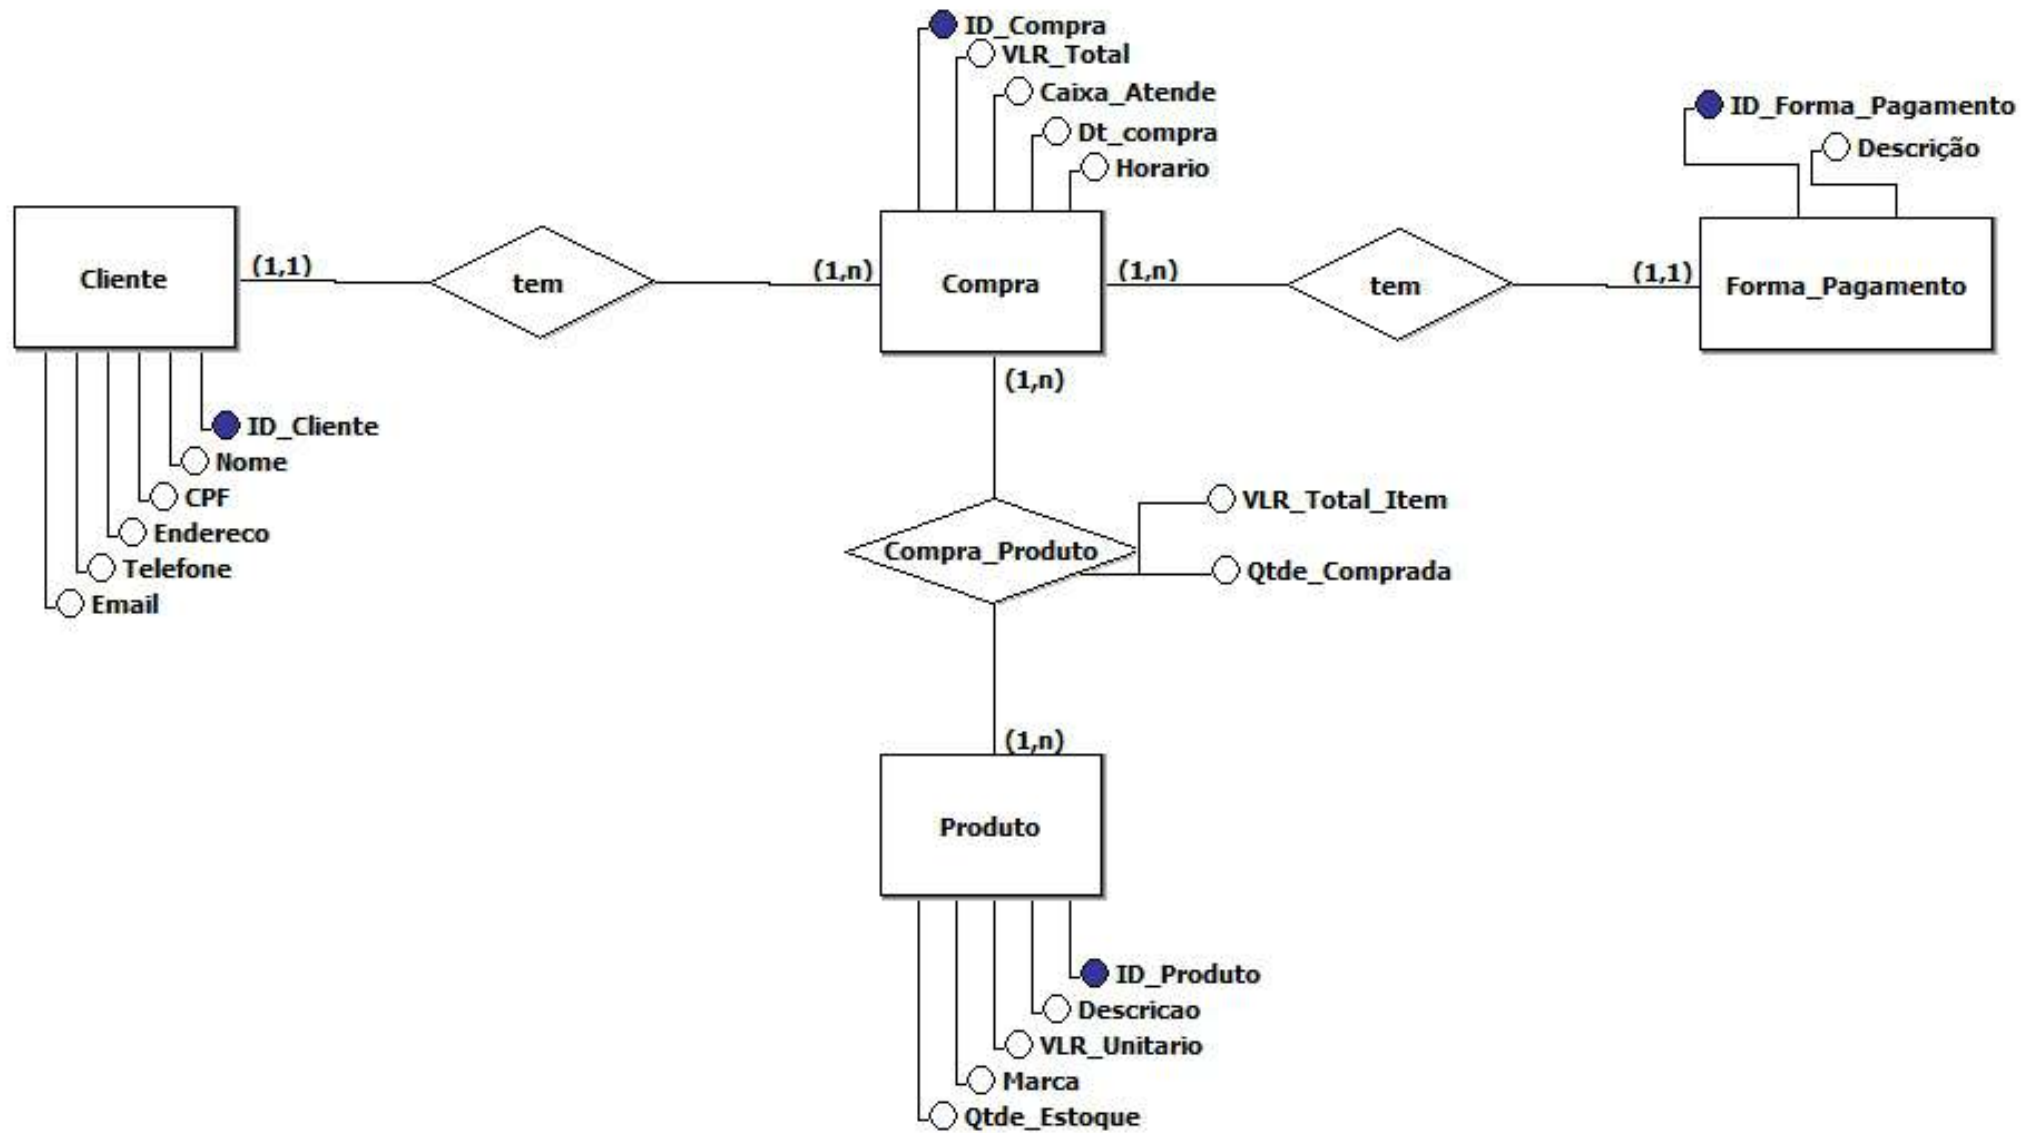 ID_Compra
VLR_Total
Caixa_Atende
Dt_compra
Horario
ID_Forma_Pagamento
Descrição
Cliente
(1,1)
tem
(1,n)
Compra
(1,n)
tem
(1,1)
Forma_Pagamento
(1,n)
ID_Cliente
Nome
CPF
Endereco
Telefone
Email
Compra_Produto
VLR_Total_Item
Qtde_Comprada
(1,n)
Produto
ID_Produto
Descricao
VLR_Unitario
Marca
Qtde_Estoque